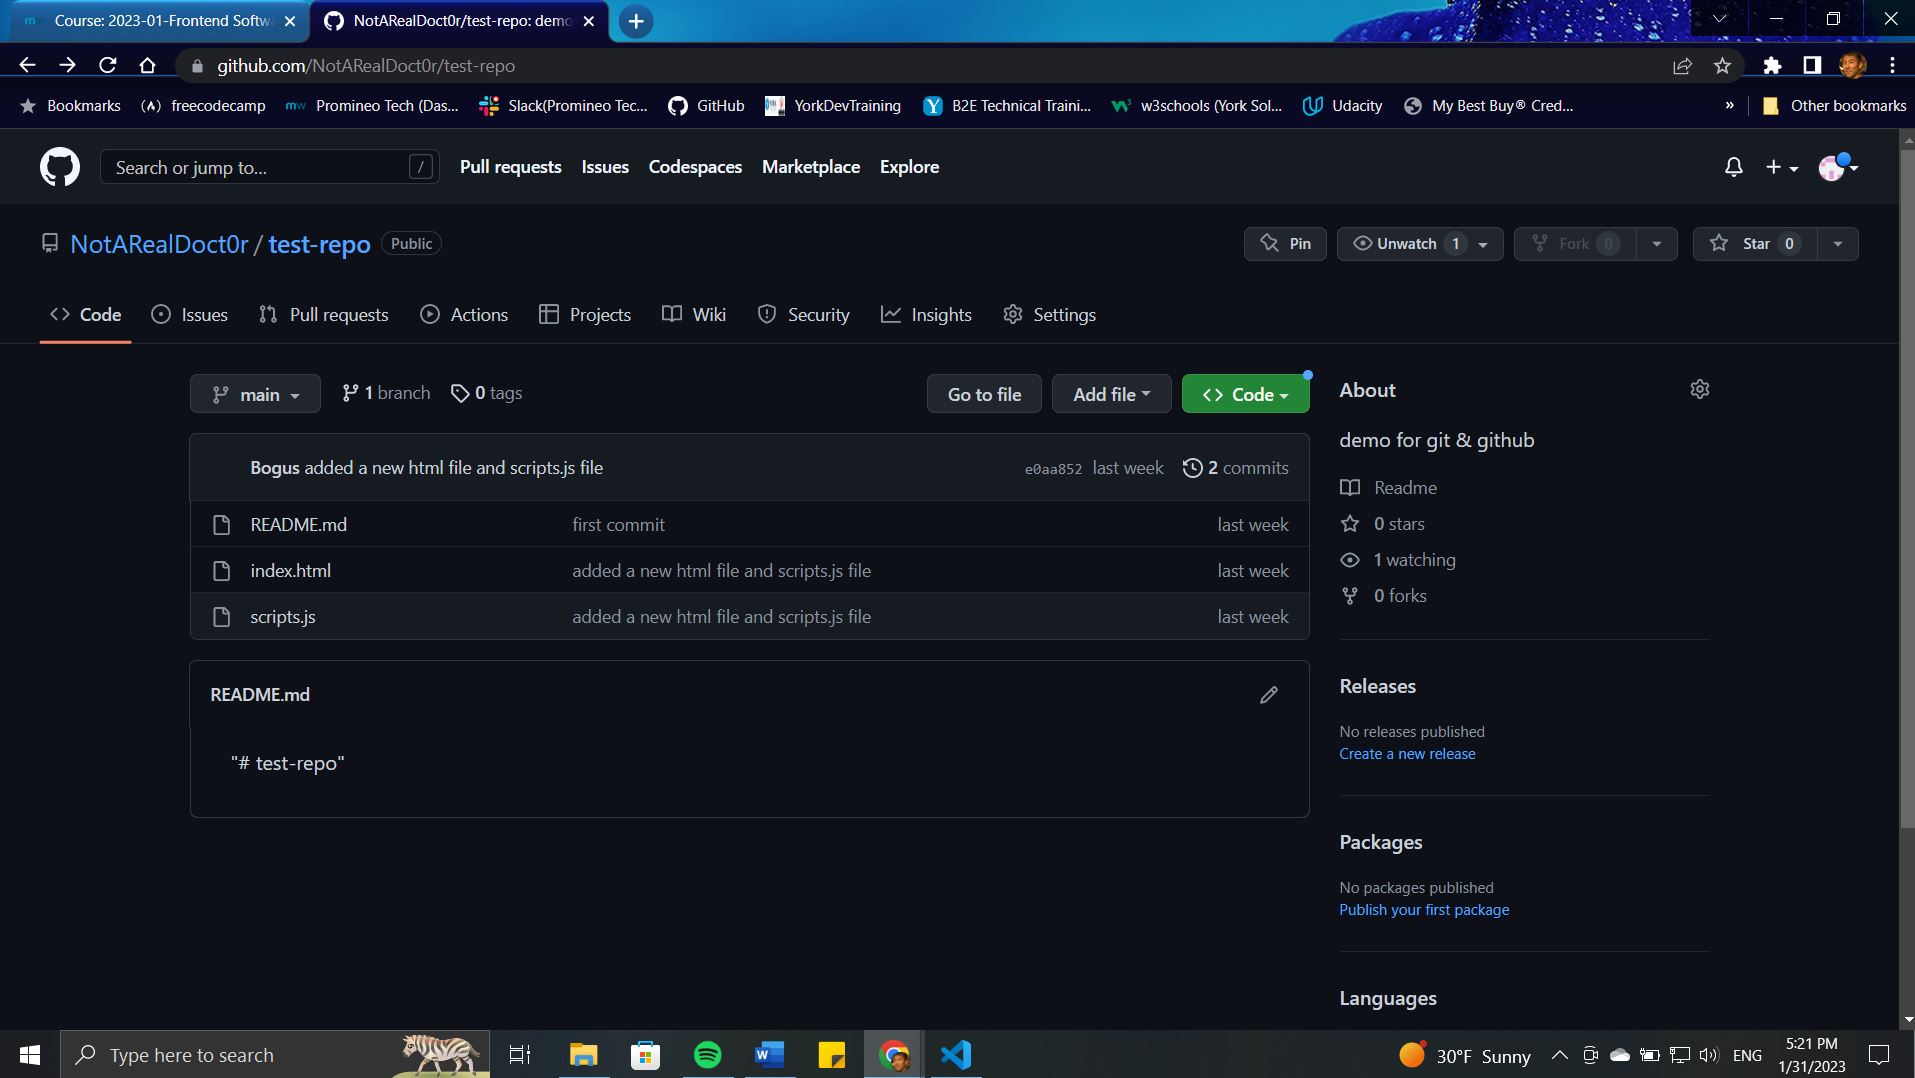 mw Course: 2023-01-Frontend Softwa
NotARealDoct0r/test-repo: demo
github.com/NotARealDoct0r/test-repo
Bookmarks (A) freecodecamp mw Promineo Tech (Das... Slack(Promineo Tec... GitHub YorkDevTraining Y B2E Technical Traini... w3schools (York Sol... Udacity My Best Buy® Cred... » Other bookmarks
Search or jump to... / Pull requests Issues Codespaces Marketplace Explore
NotARealDoct0r / test-repo Public
Pin Unwatch 1 Fork 0 Star 0
Code Issues Pull requests Actions Projects Wiki Security Insights Settings
main 1 branch 0 tags Go to file Add file Code
Bogus added a new html file and scripts.js file e0aa852 last week 2 commits
README.md first commit last week
index.html added a new html file and scripts.js file last week
scripts.js added a new html file and scripts.js file last week
README.md
"# test-repo"
About
demo for git & github
Readme
0 stars
1 watching
0 forks
Releases
No releases published
Create a new release
Packages
No packages published
Publish your first package
Languages
Type here to search
W
30°F Sunny
ENG
5:21 PM
1/31/2023